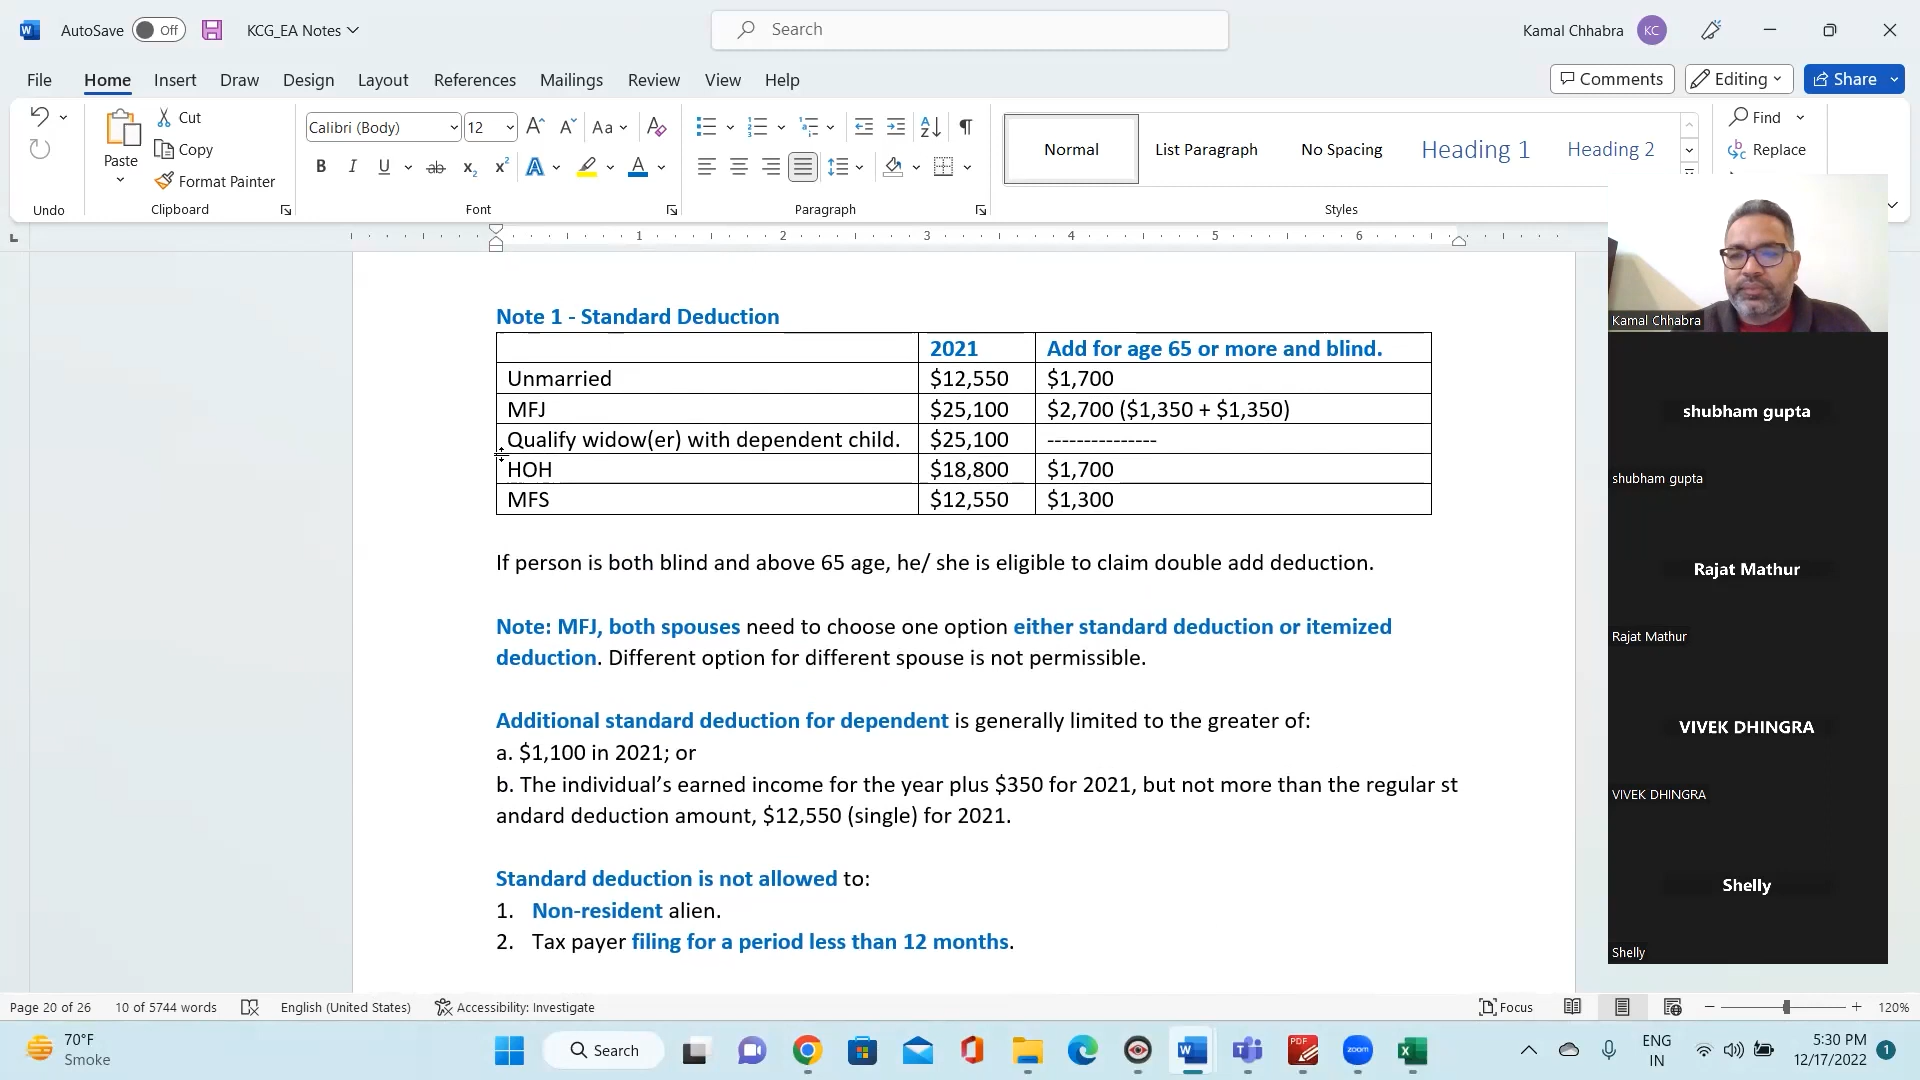 AutoSave Off KCG_EA Notes Search Kamal Chhabra KC
File Home Insert Draw Design Layout References Mailings Review View Help Comments Editing Share
Paste Cut Calibri (Body) 12 Aa Find
Copy Normal List Paragraph No Spacing Heading 1 Heading 2 Replace
Format Painter
Undo Clipboard Font Paragraph Styles
1 2 3 4 5 6
Note 1 - Standard Deduction
2021 Add for age 65 or more and blind.
Unmarried $12,550 $1,700
MFJ $25,100 $2,700 ($1,350 + $1,350)
Qualify widow(er) with dependent child. $25,100 ---------------
HOH $18,800 $1,700
MFS $12,550 $1,300
If person is both blind and above 65 age, he/ she is eligible to claim double add deduction.
Note: MFJ, both spouses need to choose one option either standard deduction or itemized
deduction. Different option for different spouse is not permissible.
Additional standard deduction for dependent is generally limited to the greater of:
a. $1,100 in 2021; or
b. The individual's earned income for the year plus $350 for 2021, but not more than the regular st
andard deduction amount, $12,550 (single) for 2021.
Standard deduction is not allowed to:
1. Non-resident alien.
2. Tax payer filing for a period less than 12 months.
Kamal Chhabra
shubham gupta
shubham gupta
Rajat Mathur
Rajat Mathur
VIVEK DHINGRA
VIVEK DHINGRA
Shelly
Shelly
Page 20 of 26 10 of 5744 words English (United States) Accessibility: Investigate Focus 120%
70°F
Smoke
Search
PDF
zoom
ENG
IN
5:30 PM
12/17/2022
1